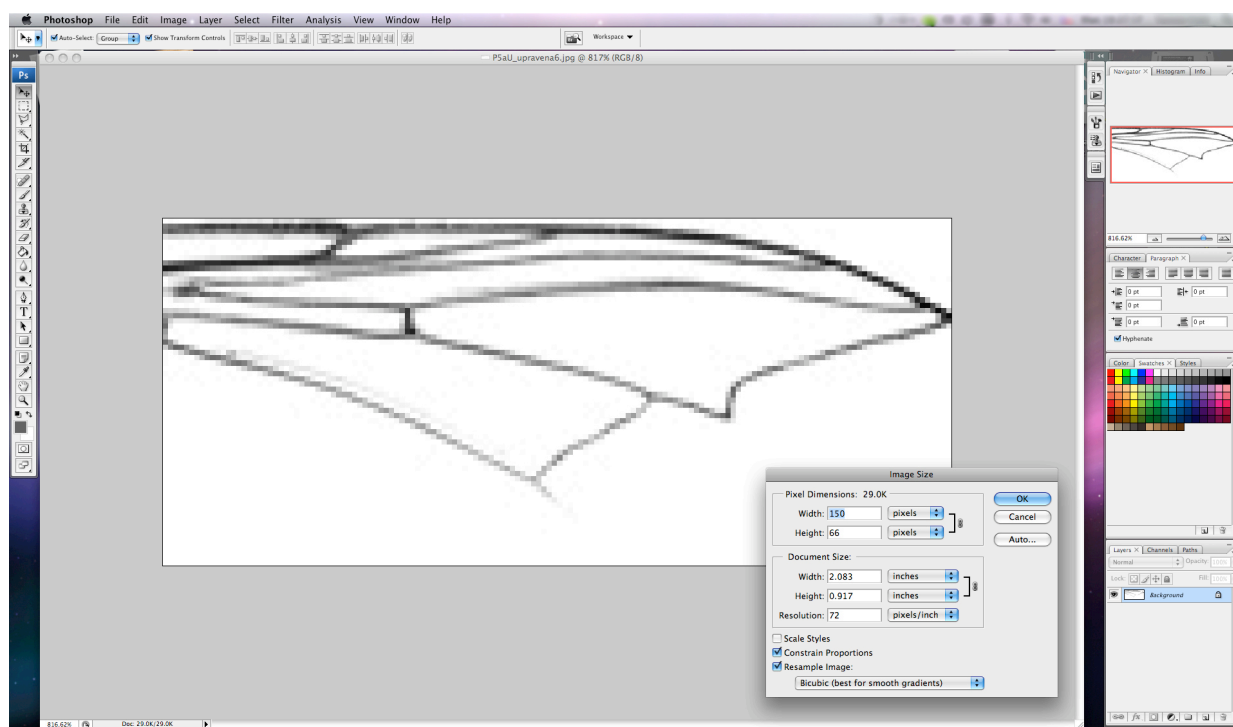 Photoshop File Edit Image Layer Select Filter Analysis View Window Help
Auto-Select: Group Show Transform Controls Workspace
P5aU_upravena6.jpg @ 817% (RGB/8)
Ps
Navigator × Histogram Info
816.62%
Character Paragraph ×
0 pt 0 pt
0 pt
0 pt 0 pt
Hyphenate
Color Swatches × Styles
Image Size
Pixel Dimensions: 29.0K
Width: 150 pixels
Height: 66 pixels
OK
Cancel
Auto...
Document Size:
Width: 2.083 inches
Height: 0.917 inches
Resolution: 72 pixels/inch
Scale Styles
Constrain Proportions
Resample Image:
Bicubic (best for smooth gradients)
Layers × Channels Paths
Normal Opacity: 100%
Lock: Fill: 100%
Background
816.62% Doc: 29.0K/29.0K